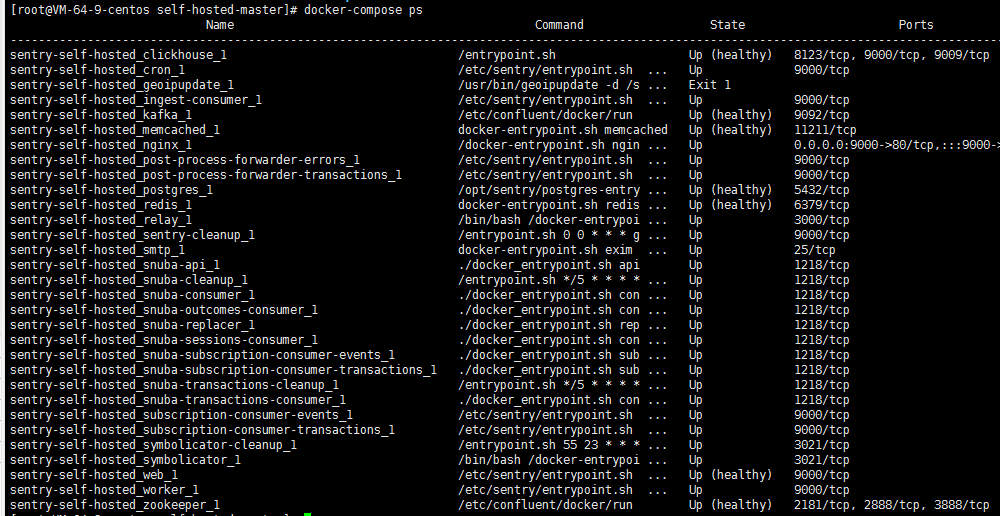 [root@VM-64-9-centos self-hosted-master]# docker-compose ps
Name Command State Ports
--------------------------------------------------------------------------------------------------------------------------------------------
sentry-self-hosted_clickhouse_1 /entrypoint.sh Up (healthy) 8123/tcp, 9000/tcp, 9009/tcp
sentry-self-hosted_cron_1 /etc/sentry/entrypoint.sh ... Up 9000/tcp
sentry-self-hosted_geoipupdate_1 /usr/bin/geoipupdate -d /s ... Exit 1
sentry-self-hosted_ingest-consumer_1 /etc/sentry/entrypoint.sh ... Up 9000/tcp
sentry-self-hosted_kafka_1 /etc/confluent/docker/run Up (healthy) 9092/tcp
sentry-self-hosted_memcached_1 docker-entrypoint.sh memcached Up (healthy) 11211/tcp
sentry-self-hosted_nginx_1 /docker-entrypoint.sh ngin ... Up 0.0.0.0:9000->80/tcp,:::9000->
sentry-self-hosted_post-process-forwarder-errors_1 /etc/sentry/entrypoint.sh ... Up 9000/tcp
sentry-self-hosted_post-process-forwarder-transactions_1 /etc/sentry/entrypoint.sh ... Up 9000/tcp
sentry-self-hosted_postgres_1 /opt/sentry/postgres-entry ... Up (healthy) 5432/tcp
sentry-self-hosted_redis_1 docker-entrypoint.sh redis ... Up (healthy) 6379/tcp
sentry-self-hosted_relay_1 /bin/bash /docker-entrypoi ... Up 3000/tcp
sentry-self-hosted_sentry-cleanup_1 /entrypoint.sh 0 0 * * * g ... Up 9000/tcp
sentry-self-hosted_smtp_1 docker-entrypoint.sh exim ... Up 25/tcp
sentry-self-hosted_snuba-api_1 ./docker_entrypoint.sh api Up 1218/tcp
sentry-self-hosted_snuba-cleanup_1 /entrypoint.sh */5 * * * * ... Up 1218/tcp
sentry-self-hosted_snuba-consumer_1 ./docker_entrypoint.sh con ... Up 1218/tcp
sentry-self-hosted_snuba-outcomes-consumer_1 ./docker_entrypoint.sh con ... Up 1218/tcp
sentry-self-hosted_snuba-replacer_1 ./docker_entrypoint.sh rep ... Up 1218/tcp
sentry-self-hosted_snuba-sessions-consumer_1 ./docker_entrypoint.sh con ... Up 1218/tcp
sentry-self-hosted_snuba-subscription-consumer-events_1 ./docker_entrypoint.sh sub ... Up 1218/tcp
sentry-self-hosted_snuba-subscription-consumer-transactions_1 ./docker_entrypoint.sh sub ... Up 1218/tcp
sentry-self-hosted_snuba-transactions-cleanup_1 /entrypoint.sh */5 * * * * ... Up 1218/tcp
sentry-self-hosted_snuba-transactions-consumer_1 ./docker_entrypoint.sh con ... Up 1218/tcp
sentry-self-hosted_subscription-consumer-events_1 /etc/sentry/entrypoint.sh ... Up 9000/tcp
sentry-self-hosted_subscription-consumer-transactions_1 /etc/sentry/entrypoint.sh ... Up 9000/tcp
sentry-self-hosted_symbolicator-cleanup_1 /entrypoint.sh 55 23 * * * ... Up 3021/tcp
sentry-self-hosted_symbolicator_1 /bin/bash /docker-entrypoi ... Up 3021/tcp
sentry-self-hosted_web_1 /etc/sentry/entrypoint.sh ... Up (healthy) 9000/tcp
sentry-self-hosted_worker_1 /etc/sentry/entrypoint.sh ... Up 9000/tcp
sentry-self-hosted_zookeeper_1 /etc/confluent/docker/run Up (healthy) 2181/tcp, 2888/tcp, 3888/tcp